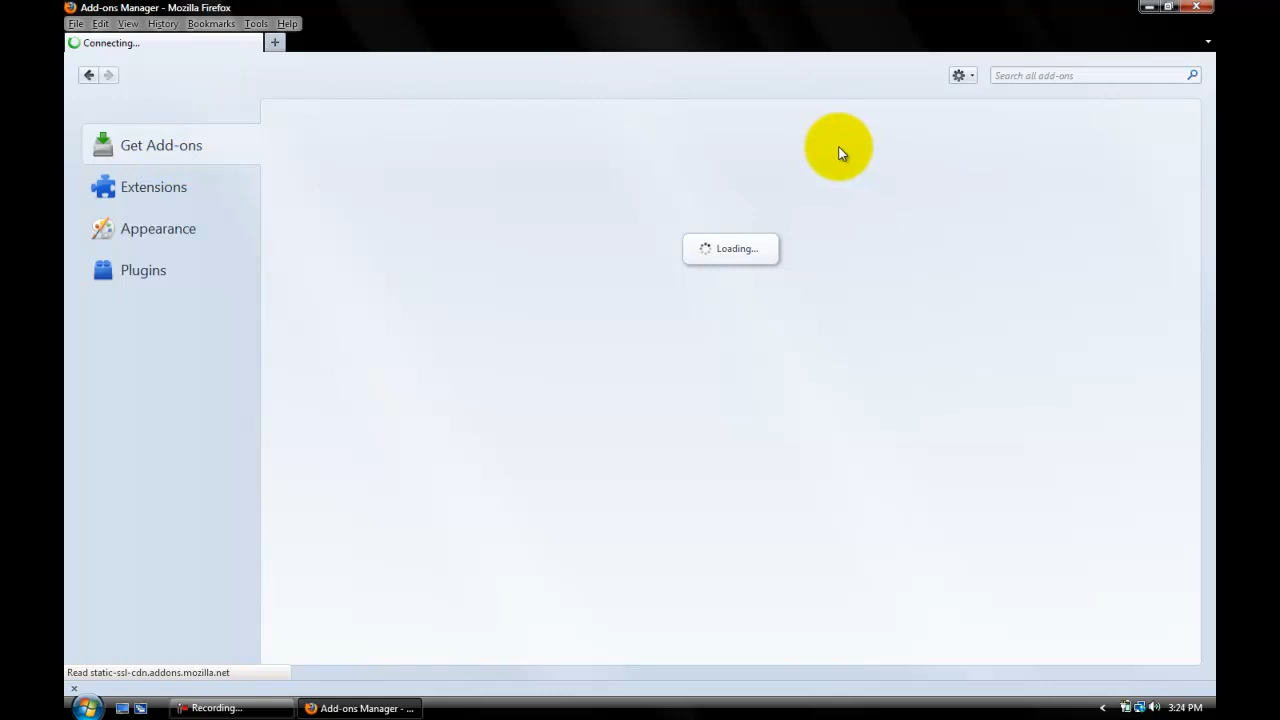 Add-ons Manager - Mozilla Firefox
File Edit View History Bookmarks Tools Help
Connecting...
Search all add-ons
Get Add-ons
Extensions
Appearance
Plugins
Loading...
Read static-ssl-cdn.addons.mozilla.net
Recording...
Add-ons Manager - ...
3:24 PM